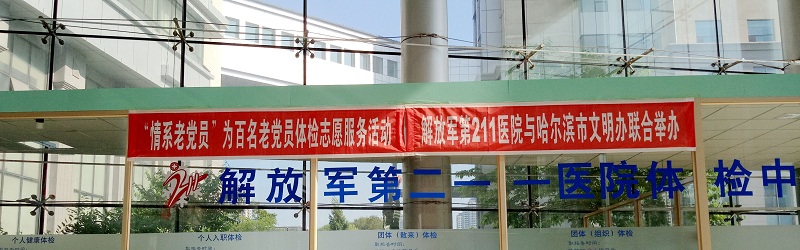 “情系老党员”为百名老党员体检志愿服务活动 解放军第211医院与哈尔滨市文明办联合举办
211 解放军第二一一医院体检中
个人健康体检 个人入职体检 团体（散来）体检 团体（组织）体检